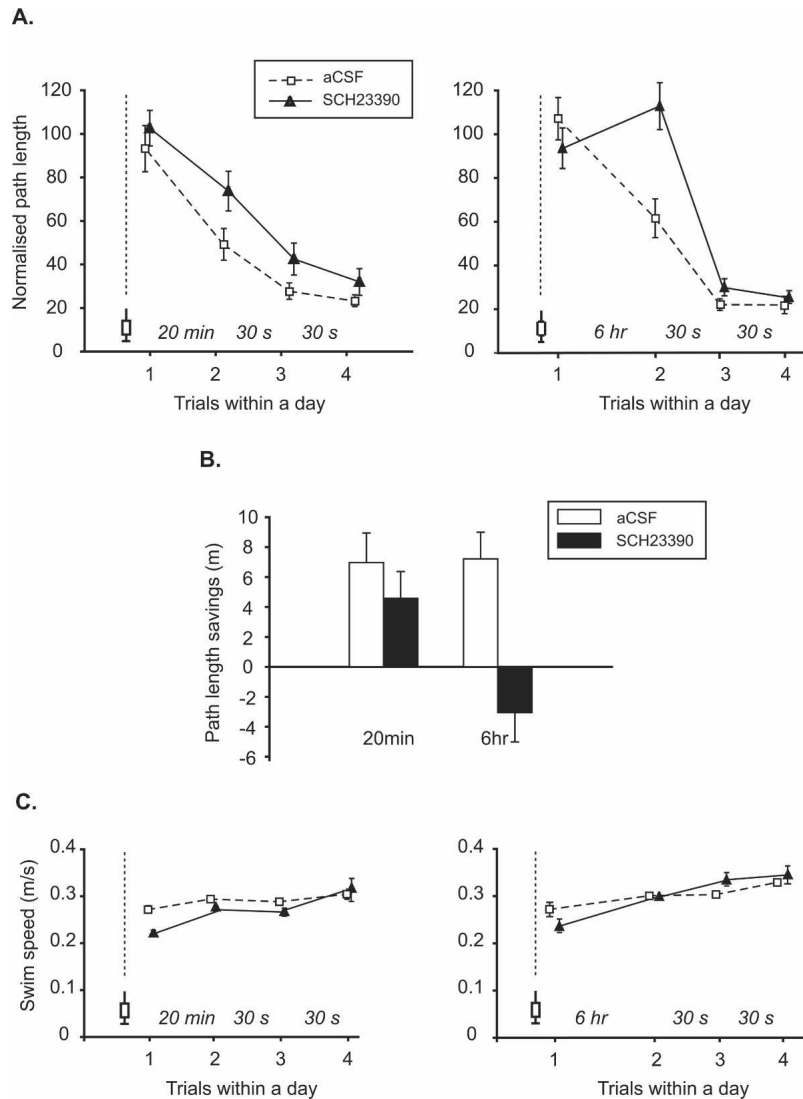 A.
aCSF
SCH23390
Normalised path length
120
100
80
60
40
20
0
20 min 30 s 30 s
1 2 3 4
Trials within a day
120
100
80
60
40
20
0
6 hr 30 s 30 s
1 2 3 4
Trials within a day
B.
aCSF
SCH23390
Path length savings (m)
10
8
6
4
2
0
-2
-4
-6
20min 6hr
C.
Swim speed (m/s)
0.4
0.3
0.2
0.1
0
20 min 30 s 30 s
1 2 3 4
Trials within a day
0.4
0.3
0.2
0.1
0
6 hr 30 s 30 s
1 2 3 4
Trials within a day